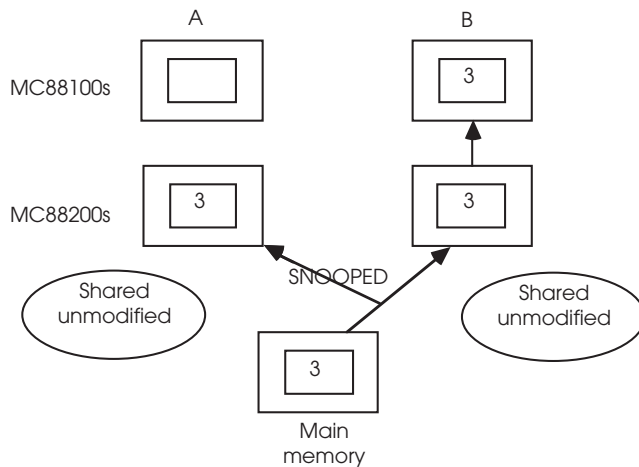 A B
MC88100s 3
MC88200s 3 3
SNOOPED
Shared
unmodified
Shared
unmodified
3
Main
memory